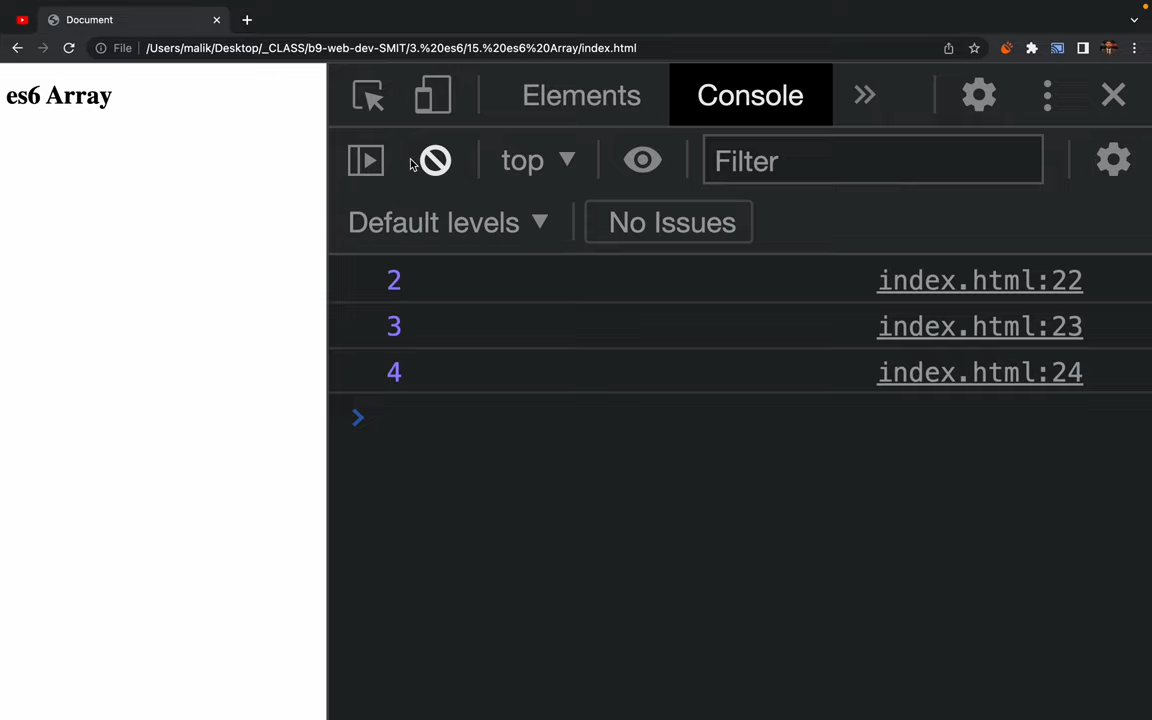 Document
File /Users/malik/Desktop/_CLASS/b9-web-dev-SMIT/3.%20es6/15.%20es6%20Array/index.html
es6 Array
Elements Console
top Filter
Default levels No Issues
2 index.html:22
3 index.html:23
4 index.html:24